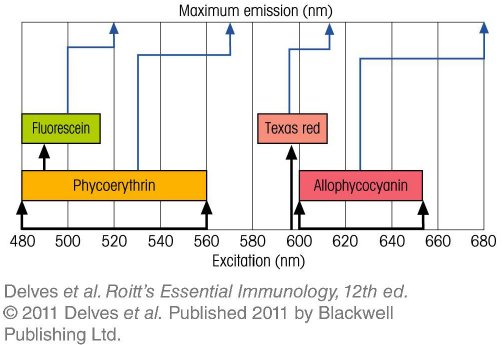 Maximum emission (nm)
Fluorescein
Texas red
Phycoerythrin
Allophycocyanin
480 500 520 540 560 580 600 620 640 660 680
Excitation (nm)
Delves et al. Roitt's Essential Immunology, 12th ed.
© 2011 Delves et al. Published 2011 by Blackwell
Publishing Ltd.